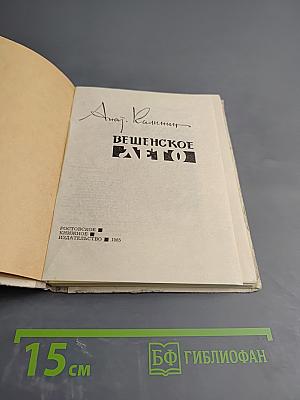 Анат. Калинин
ВЕШЕНСКОЕ
ЛЕТО
РОСТОВСКОЕ
КНИЖНОЕ
ИЗДАТЕЛЬСТВО 1965
15 см
БФ ГИБЛИОФАН